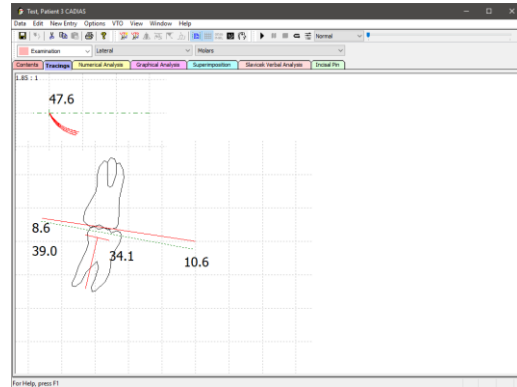 Test, Patient 3 CADIAS
Data Edit New Entry Options VTO View Window Help
Normal
Examination Lateral Molars
Contents Tracings Numerical Analysis Graphical Analysis Superimposition Slavicek Verbal Analysis Incisal Pin
1.85 : 1
47.6
8.6
39.0
34.1
10.6
For Help, press F1